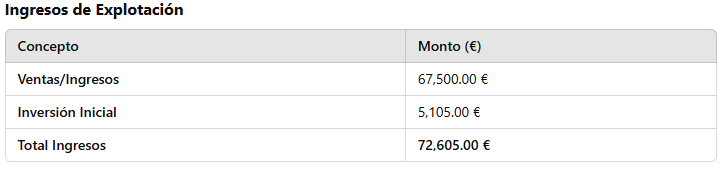 Ingresos de Explotación
Concepto Monto (€)
Ventas/Ingresos 67,500.00 €
Inversión Inicial 5,105.00 €
Total Ingresos 72,605.00 €